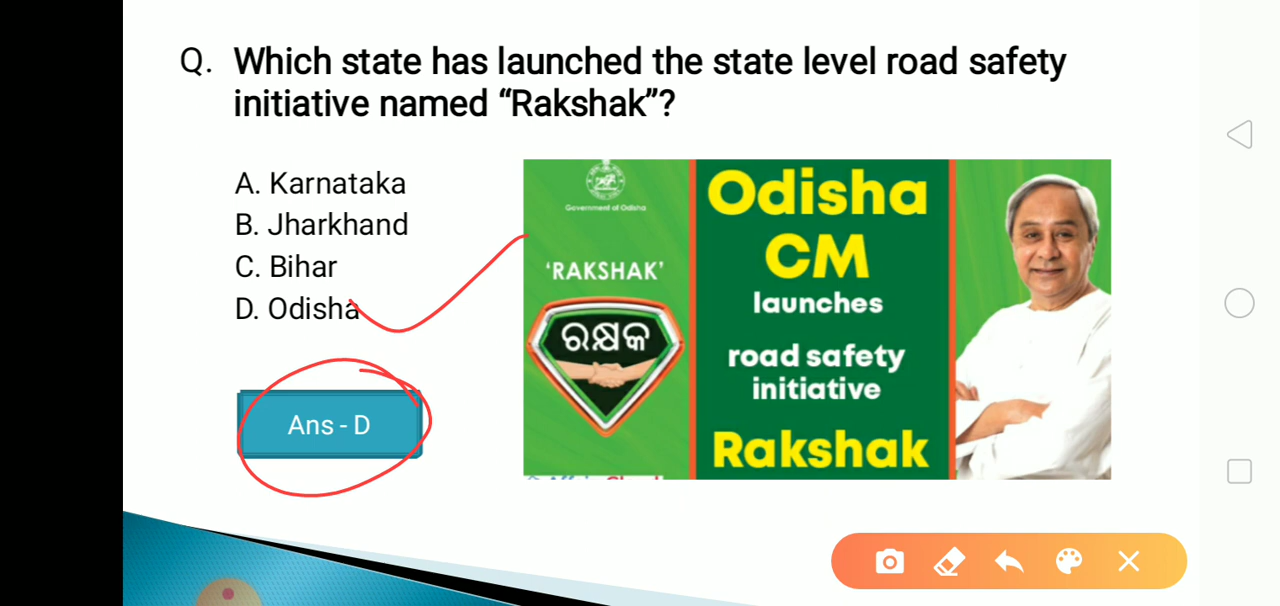 Q. Which state has launched the state level road safety
initiative named “Rakshak”?
A. Karnataka
B. Jharkhand
C. Bihar
D. Odisha
Ans - D
Government of Odisha
‘RAKSHAK’
ରକ୍ଷକ
Odisha
CM
launches
road safety
initiative
Rakshak